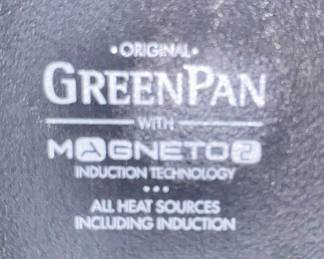 • ORIGINAL •
GREENPAN
WITH
MAGNETO2
INDUCTION TECHNOLOGY
•••
ALL HEAT SOURCES
INCLUDING INDUCTION